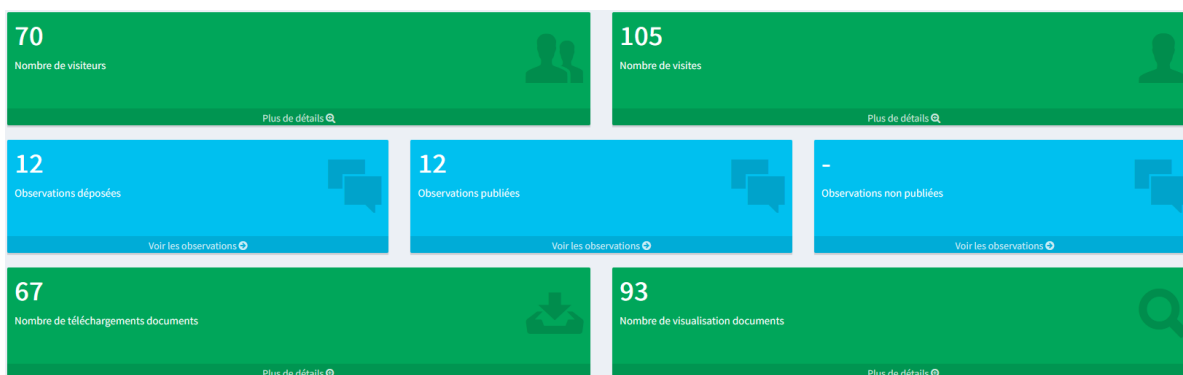 70
Nombre de visiteurs
Plus de détails
105
Nombre de visites
Plus de détails
12
Observations déposées
Voir les observations
12
Observations publiées
Voir les observations
-
Observations non publiées
Voir les observations
67
Nombre de téléchargements documents
Plus de détails
93
Nombre de visualisation documents
Plus de détails